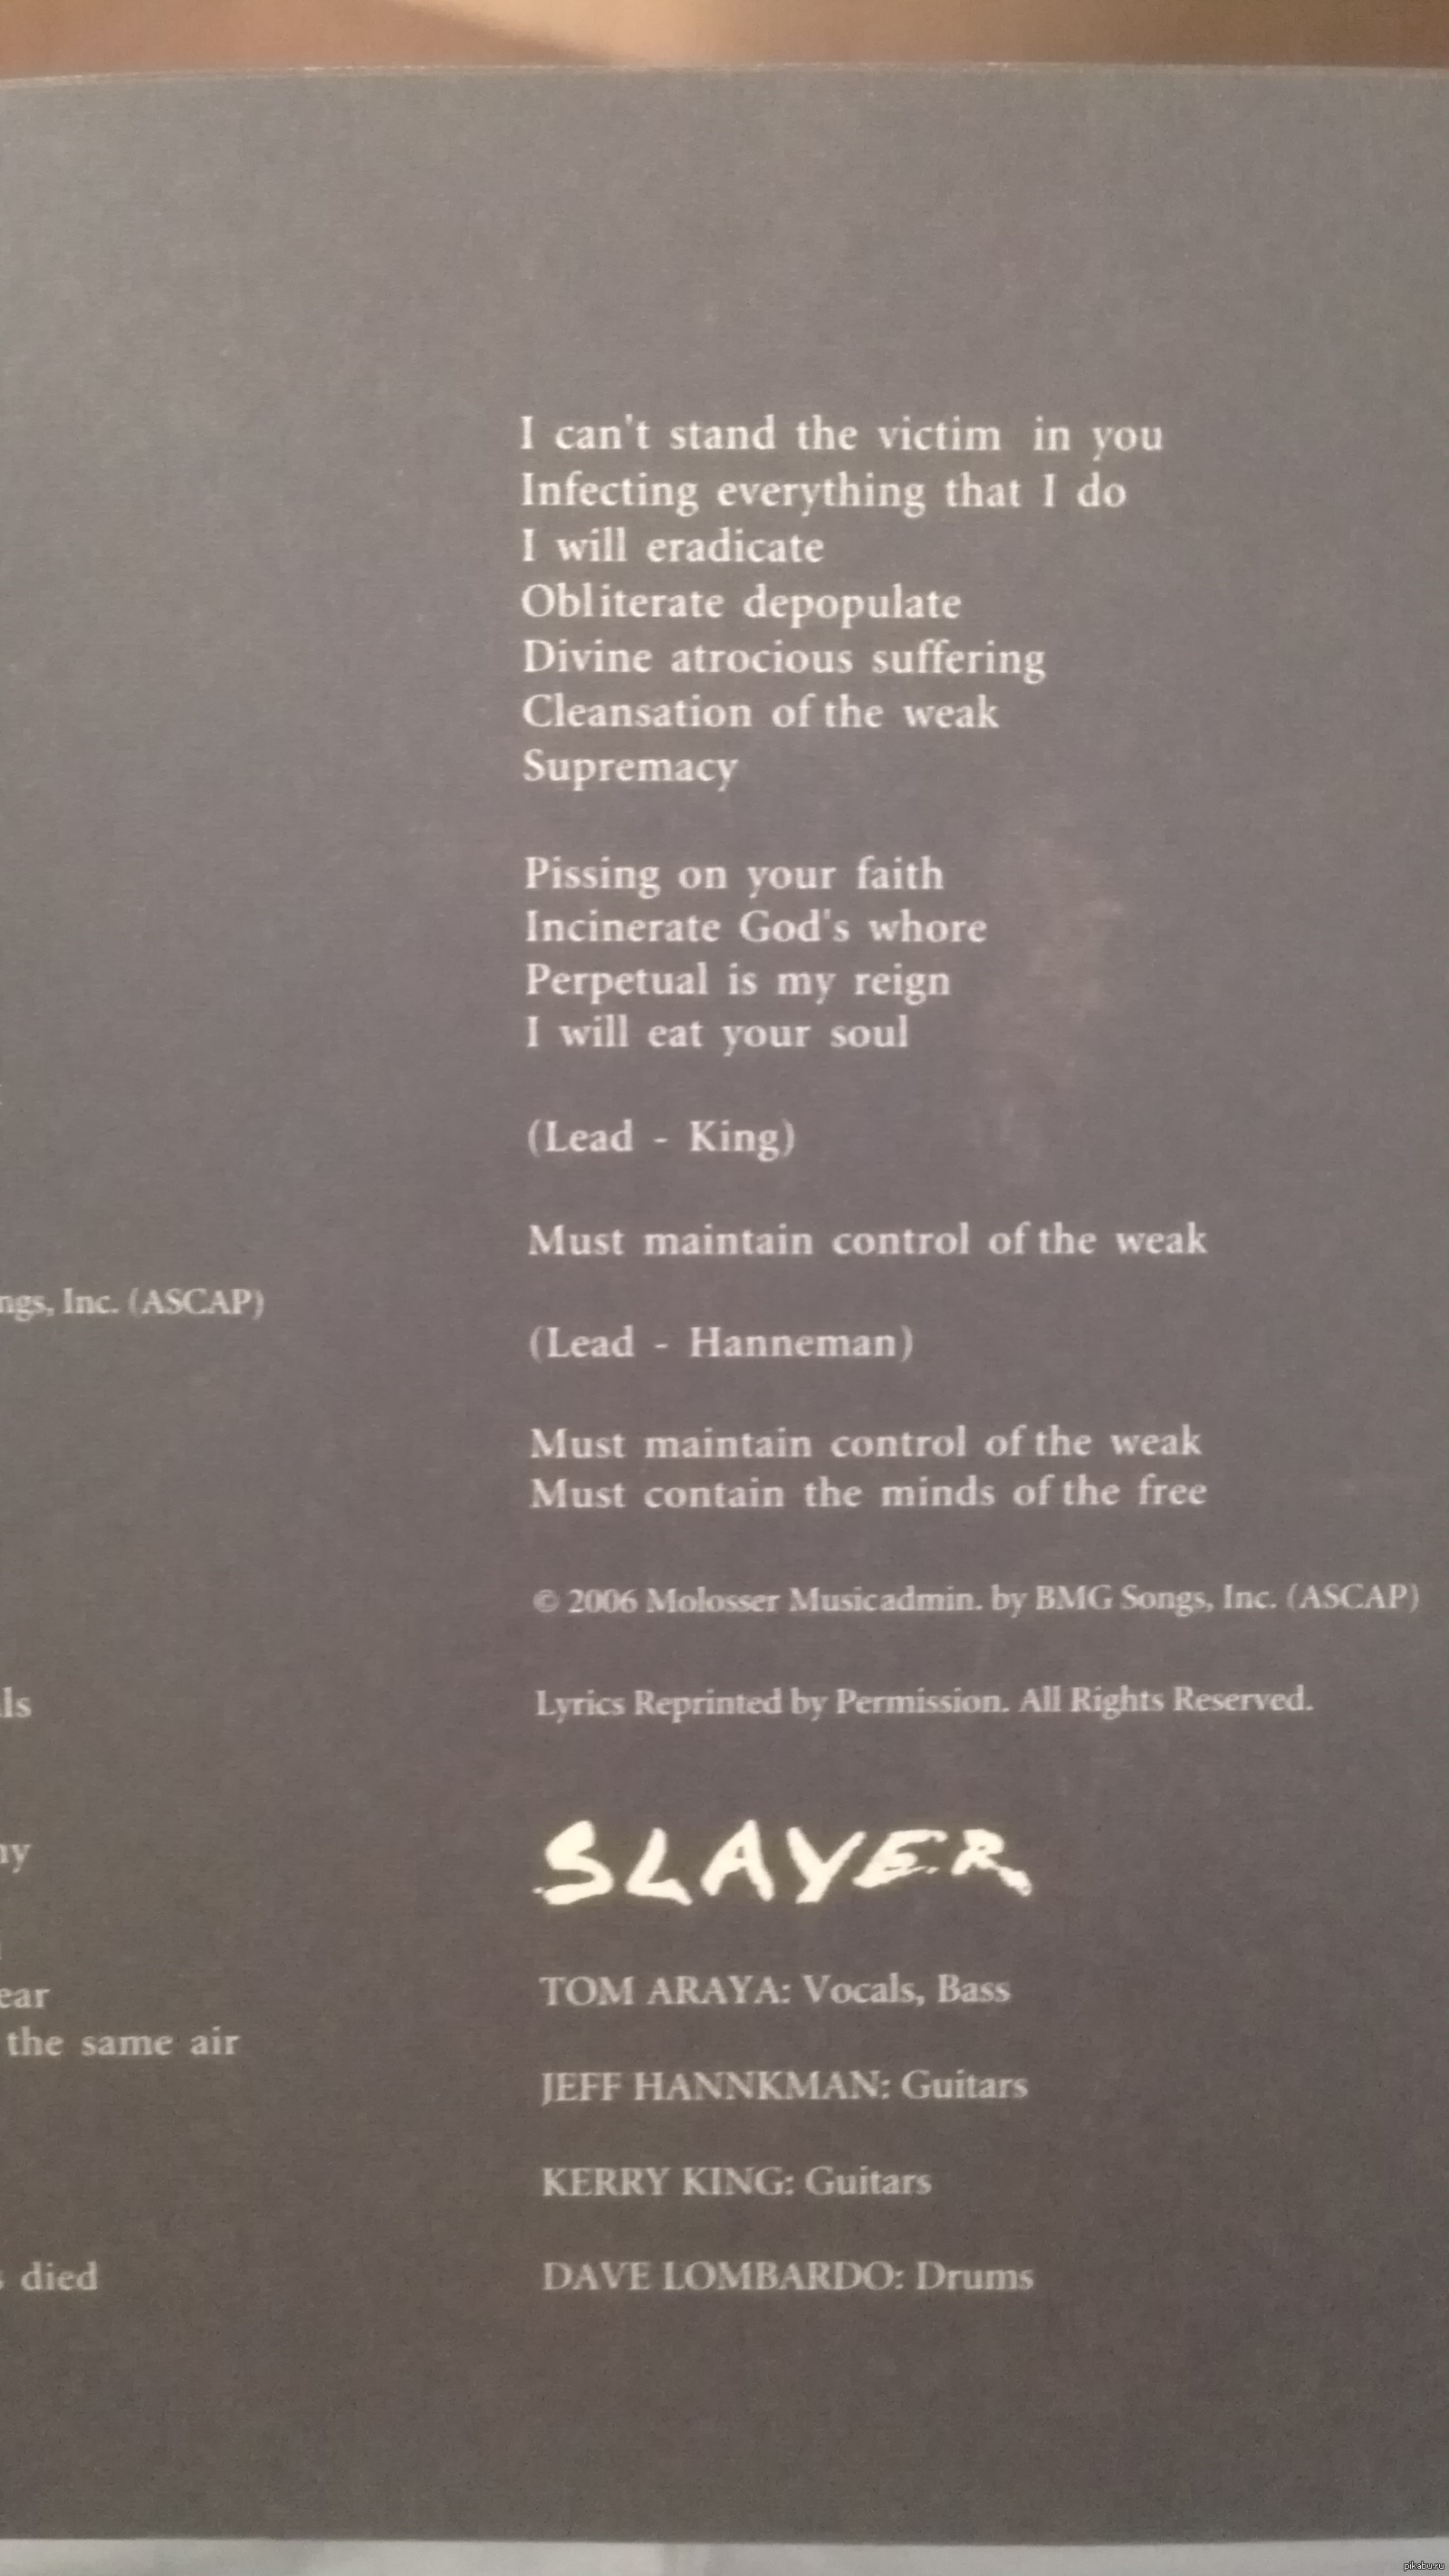 Inc. (ASCAP)
the same air
died
I can't stand the victim in you
Infecting everything that I do
I will eradicate
Obliterate depopulate
Divine atrocious suffering
Cleansation of the weak
Supremacy
Pissing on your faith
Incinerate God's whore
Perpetual is my reign
I will eat your soul
(Lead - King)
Must maintain control of the weak
(Lead - Hanneman)
Must maintain control of the weak
Must contain the minds of the free
© 2006 Molosser Musicadmin. by BMG Songs, Inc. (ASCAP)
Lyrics Reprinted by Permission. All Rights Reserved.
SLAYER
TOM ARAYA: Vocals, Bass
JEFF HANNKMAN: Guitars
KERRY KING: Guitars
DAVE LOMBARDO: Drums
pikabu.ru